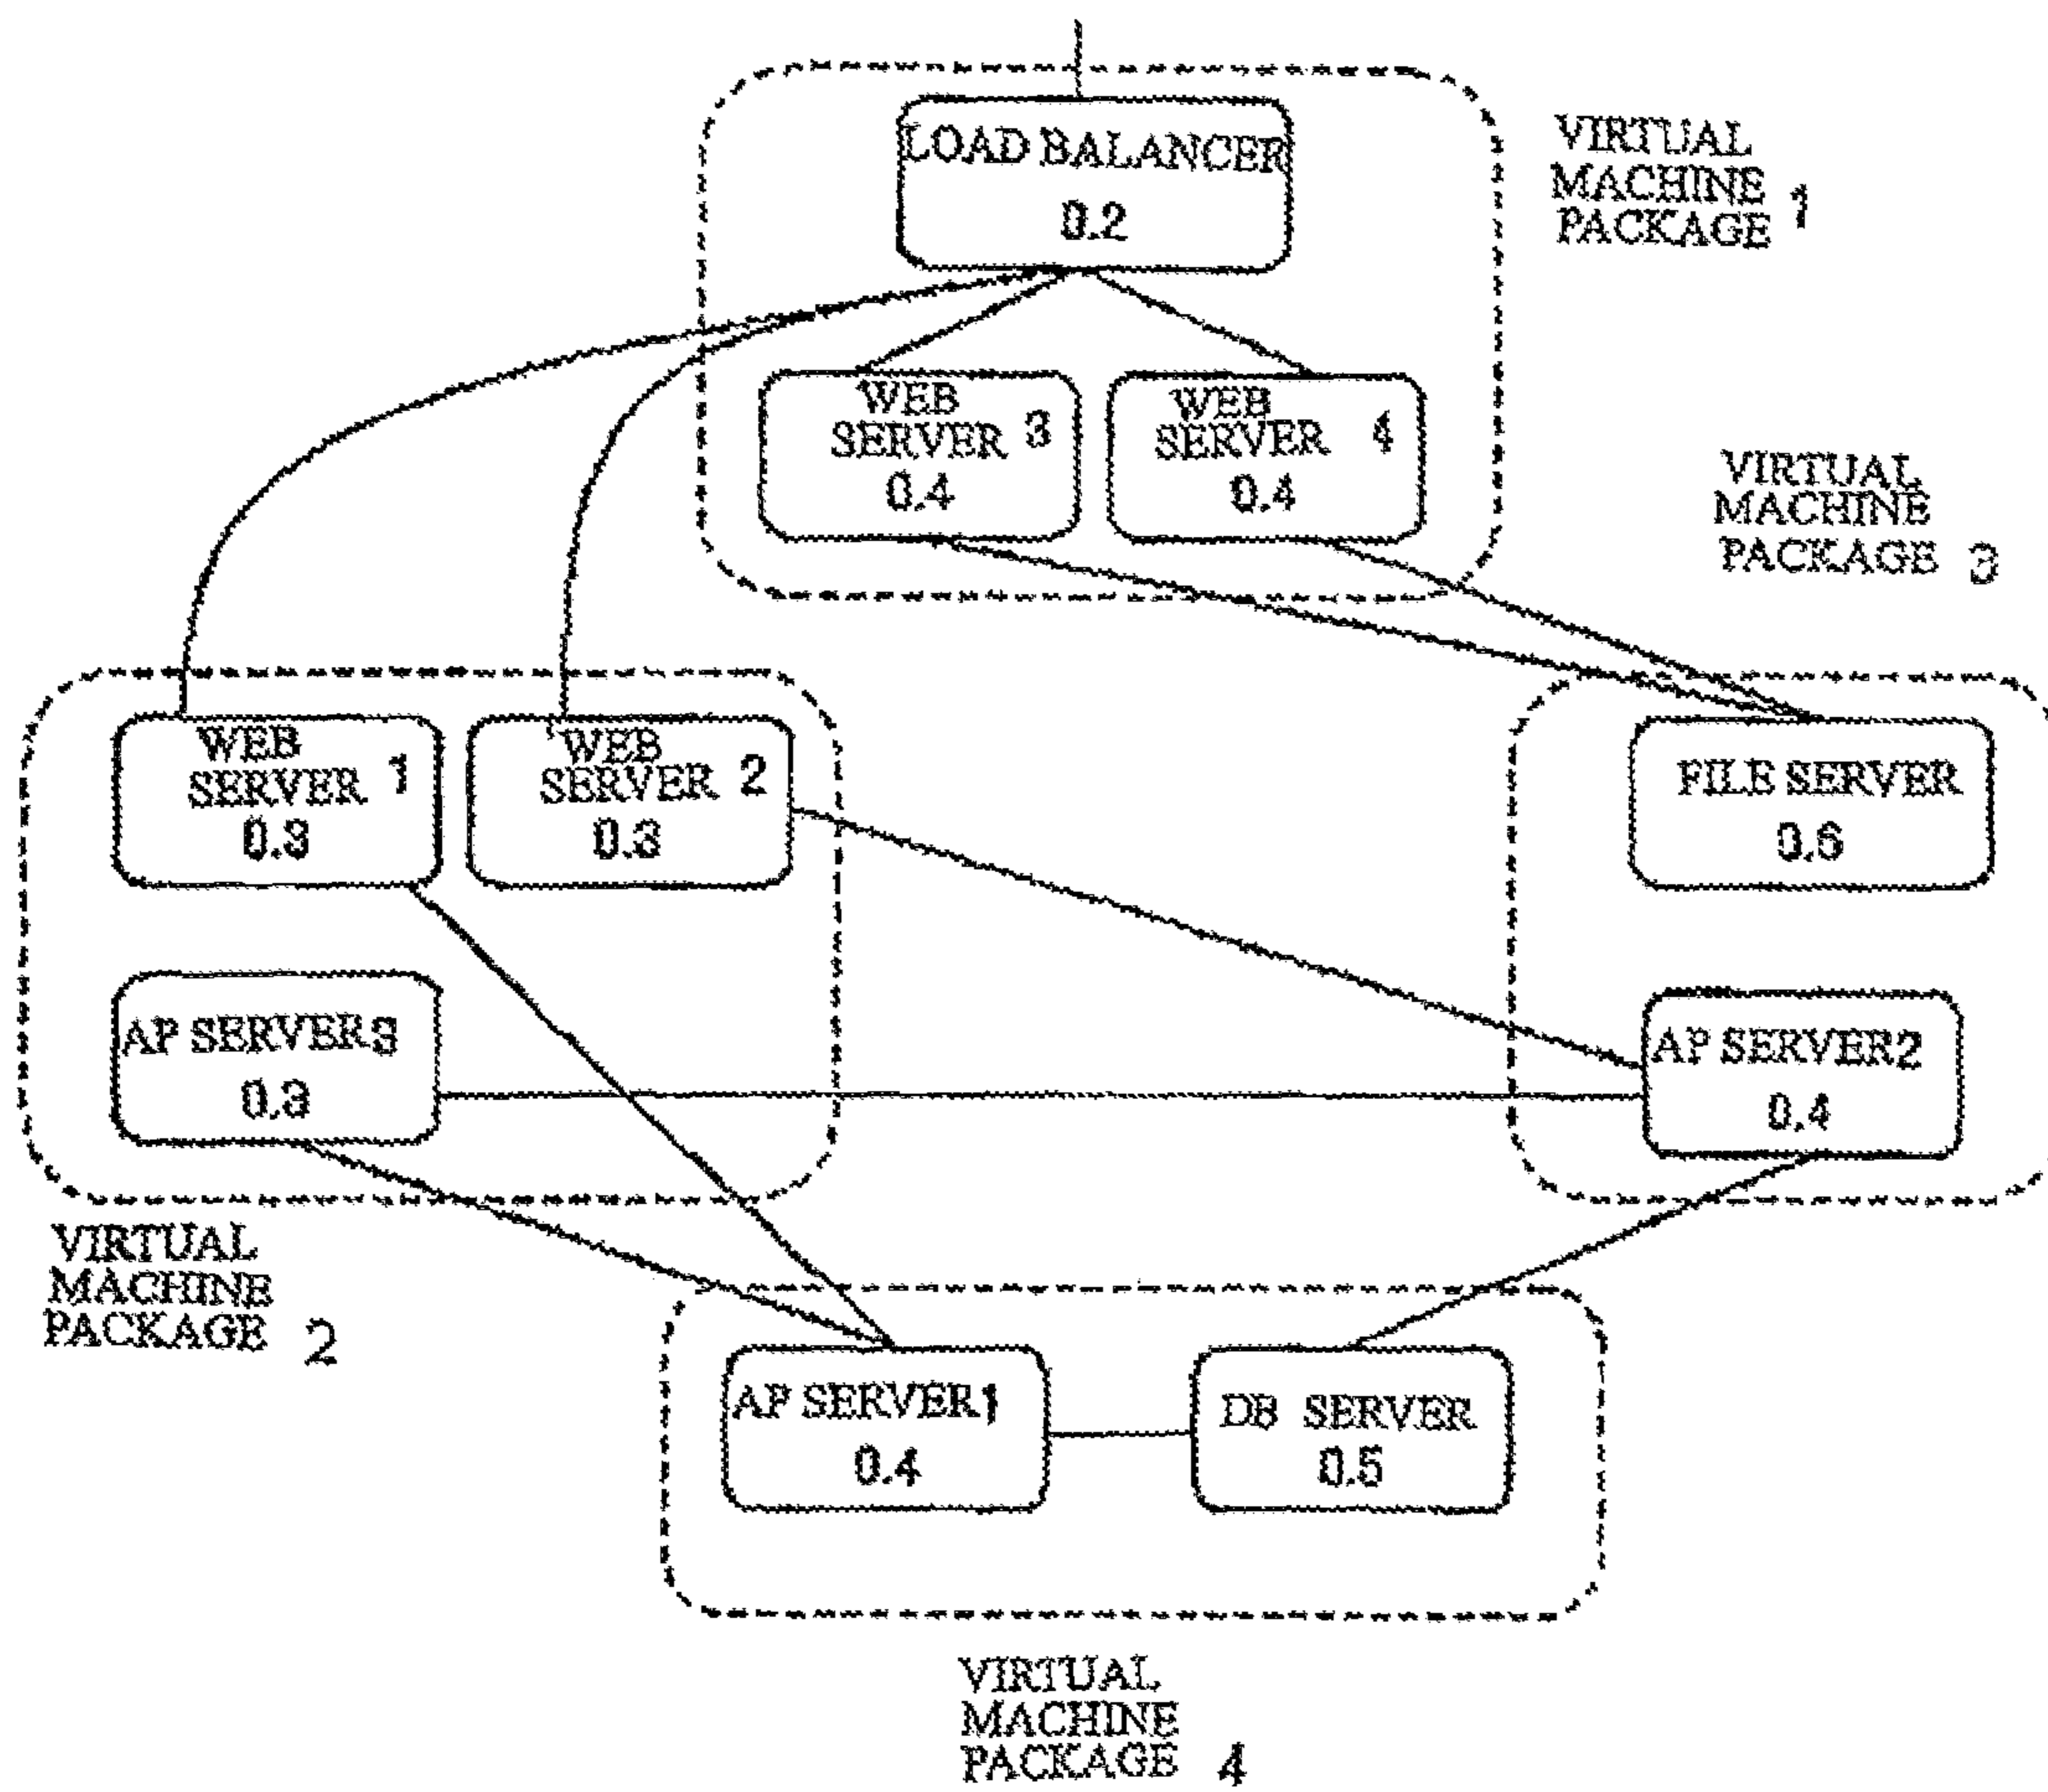 LOAD BALANCER
0.2
VIRTUAL
MACHINE
PACKAGE 1
WEB
SERVER 3
0.4
WEB
SERVER 4
0.4
VIRTUAL
MACHINE
PACKAGE 3
WEB
SERVER 1
0.3
WEB
SERVER 2
0.3
FILE SERVER
0.6
AP SERVER3
0.3
AP SERVER2
0.4
VIRTUAL
MACHINE
PACKAGE 2
AP SERVER1
0.4
DB SERVER
0.5
VIRTUAL
MACHINE
PACKAGE 4